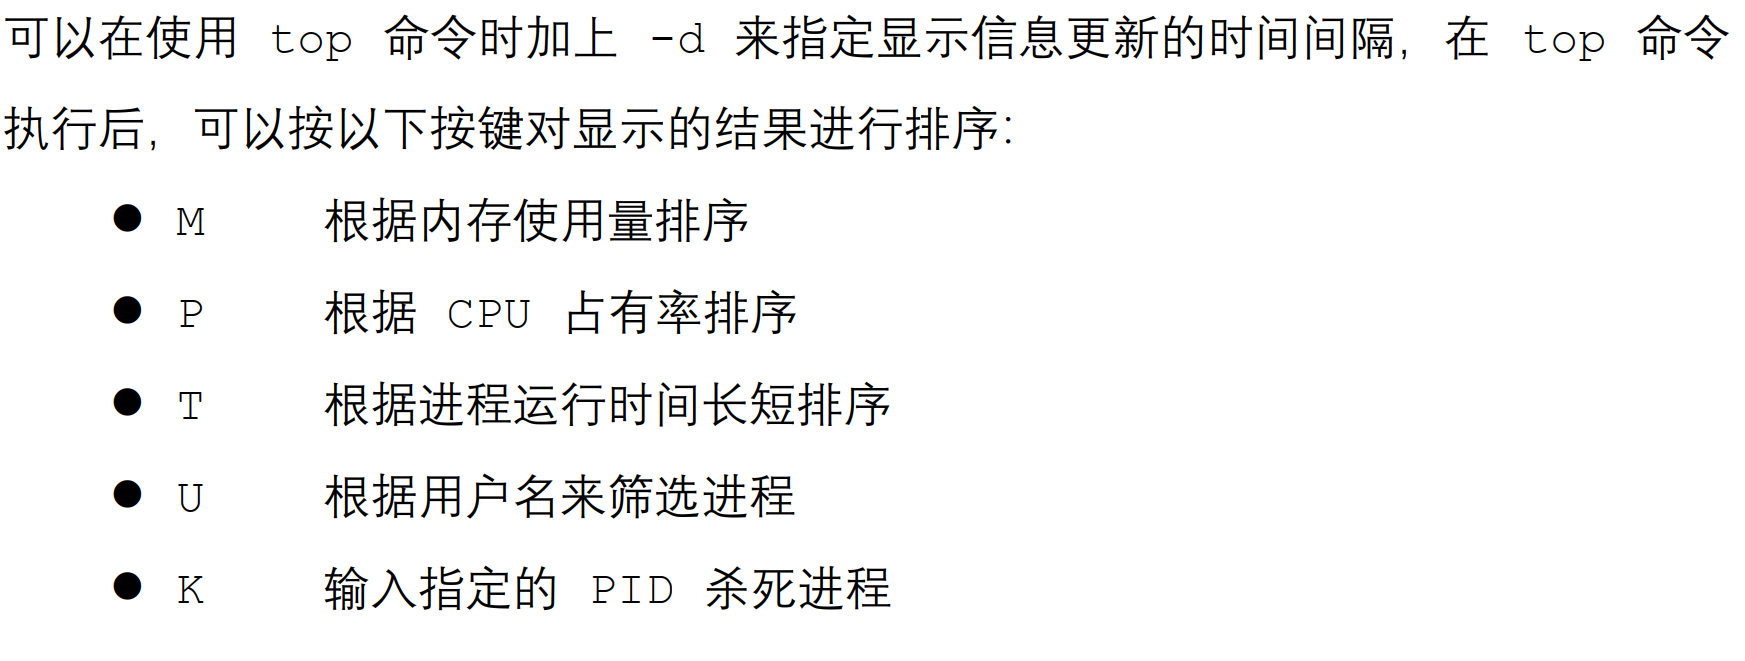 可以在使用 top 命令时加上 -d 来指定显示信息更新的时间间隔，在 top 命令
执行后，可以按以下按键对显示的结果进行排序：
● M 根据内存使用量排序
● P 根据 CPU 占有率排序
● T 根据进程运行时间长短排序
● U 根据用户名来筛选进程
● K 输入指定的 PID 杀死进程